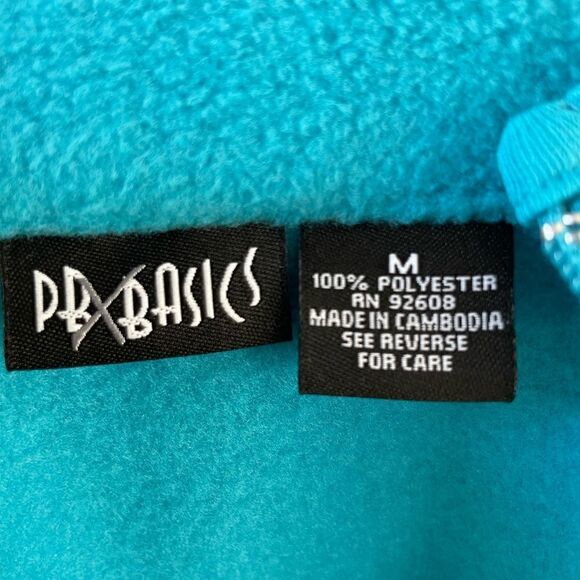 PBXBASICS
M
100% POLYESTER
RN 92608
MADE IN CAMBODIA
SEE REVERSE
FOR CARE